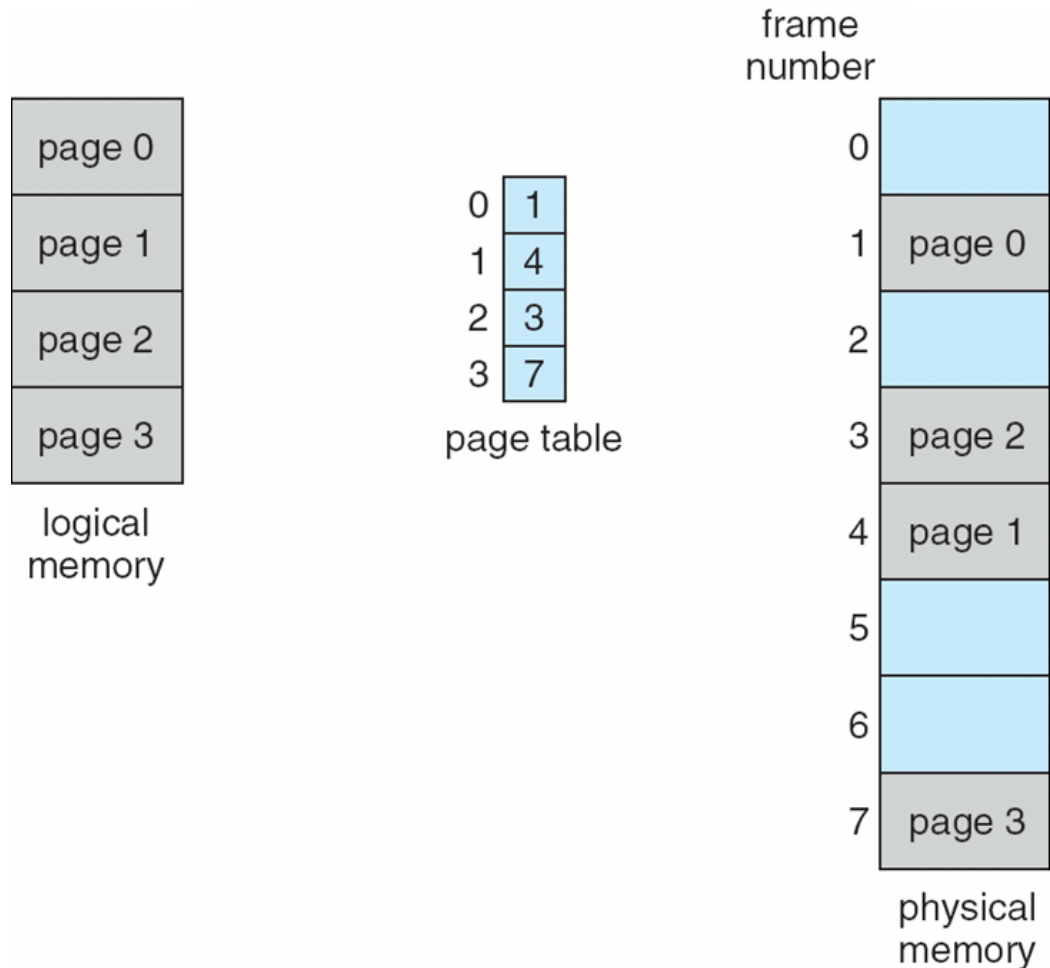 page 0
page 1
page 2
page 3
logical
memory
0 1
1 4
2 3
3 7
page table
frame
number
0
1 page 0
2
3 page 2
4 page 1
5
6
7 page 3
physical
memory